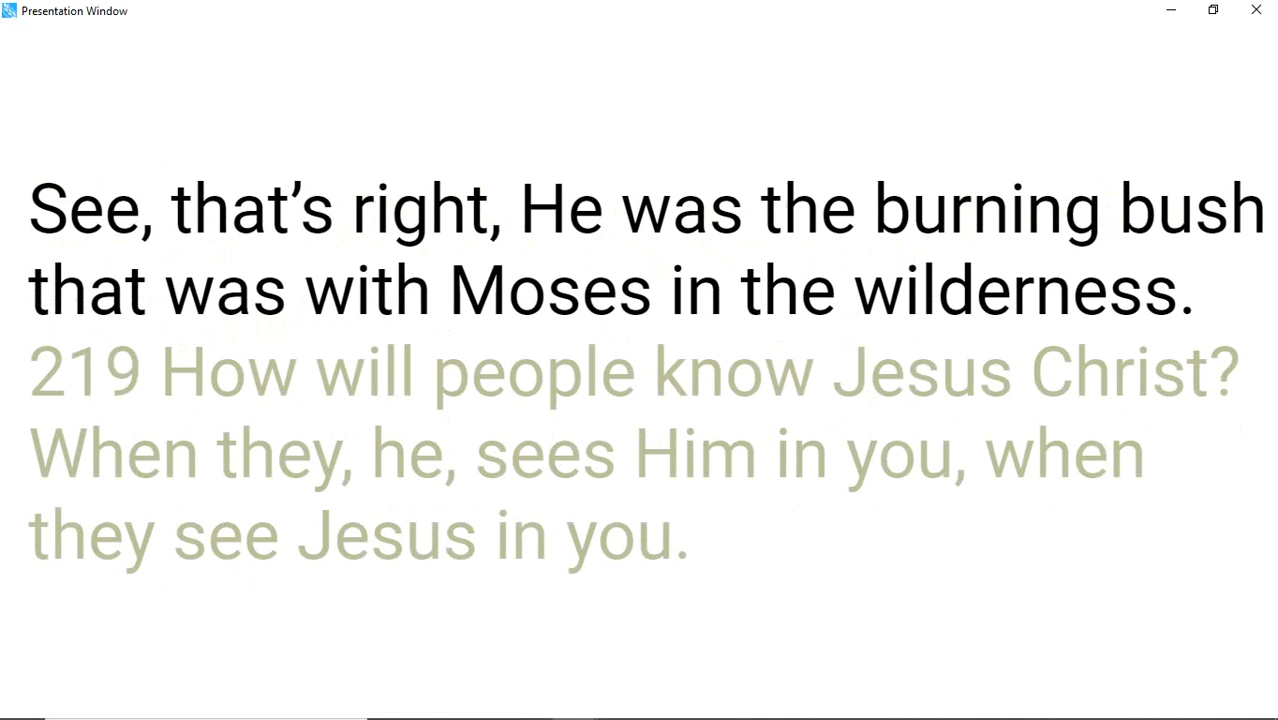 Presentation Window
See, that’s right, He was the burning bush
that was with Moses in the wilderness.
219 How will people know Jesus Christ?
When they, he, sees Him in you, when
they see Jesus in you.